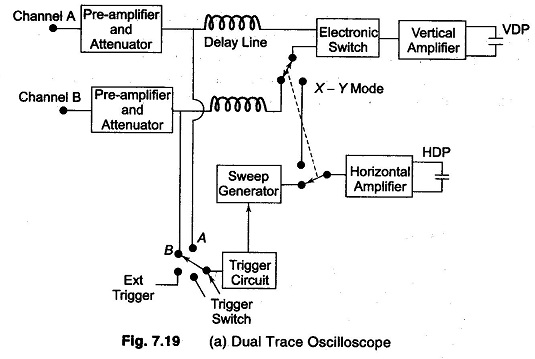 Channel A
Pre-amplifier
and
Attenuator
Delay Line
Electronic
Switch
Vertical
Amplifier
VDP
Channel B
Pre-amplifier
and
Attenuator
X – Y Mode
Sweep
Generator
Horizontal
Amplifier
HDP
A
B
Trigger
Circuit
Ext
Trigger
Trigger
Switch
Fig. 7.19 (a) Dual Trace Oscilloscope